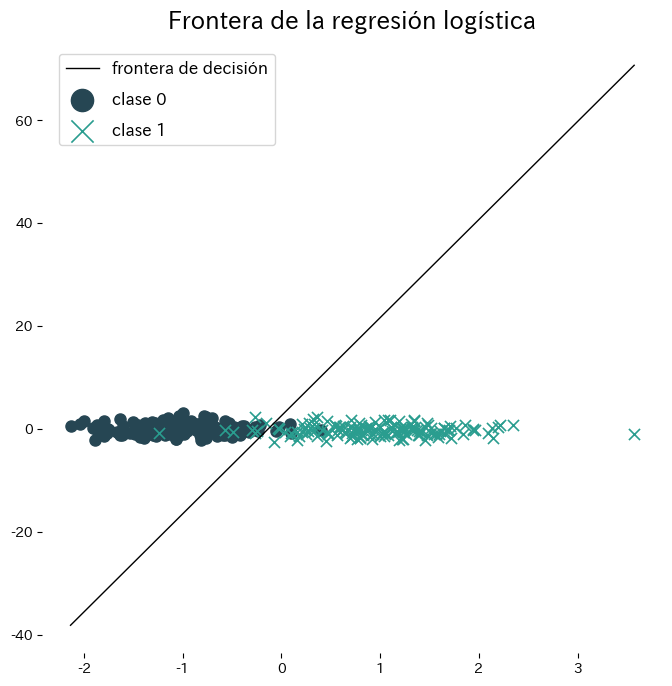 Frontera de la regresión logística
frontera de decisión
clase 0
clase 1
60
40
20
0
-20
-40
-2 -1 0 1 2 3